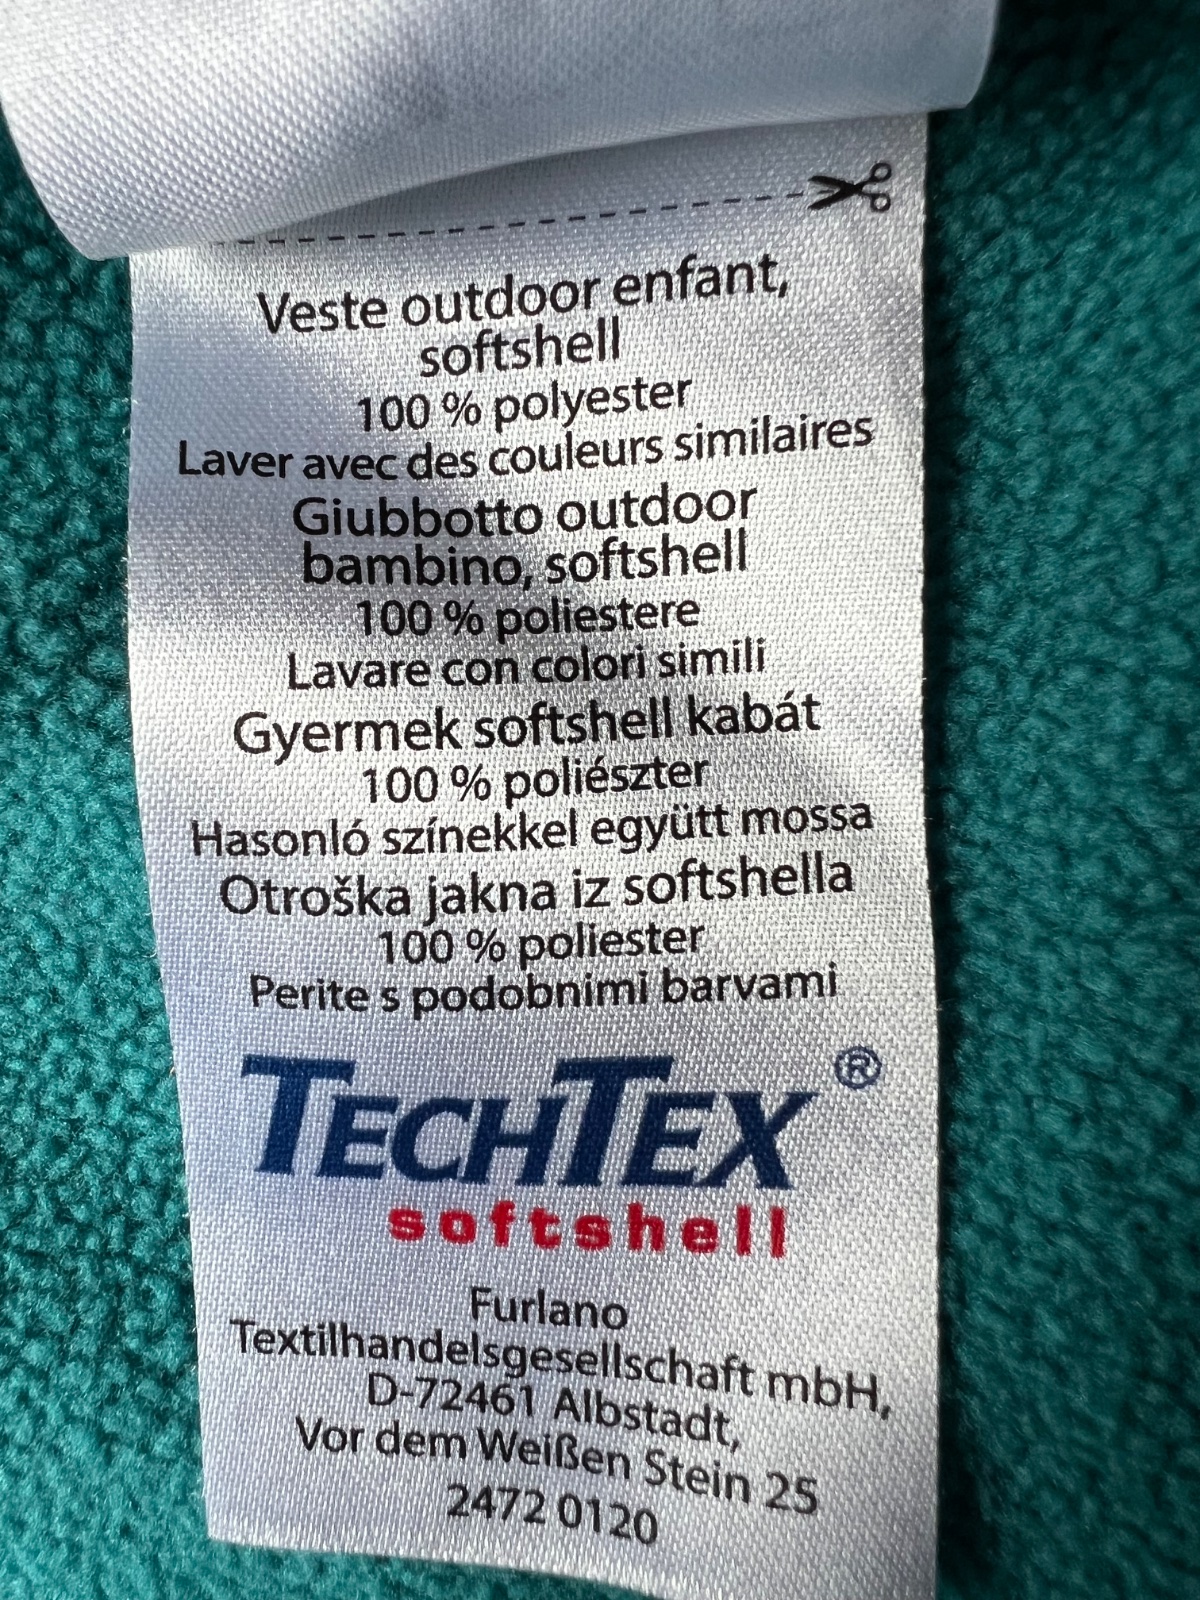 Veste outdoor enfant,
softshell
100 % polyester
Laver avec des couleurs similaires
Giubbotto outdoor
bambino, softshell
100 % poliestere
Lavare con colori simili
Gyermek softshell kabát
100 % poliészter
Hasonló színekkel együtt mossa
Otroška jakna iz softshella
100 % poliester
Perite s podobnimi barvami
TECHTEX ®
softshell
Furlano
Textilhandelsgesellschaft mbH,
D-72461 Albstadt,
Vor dem Weißen Stein 25
2472 0120